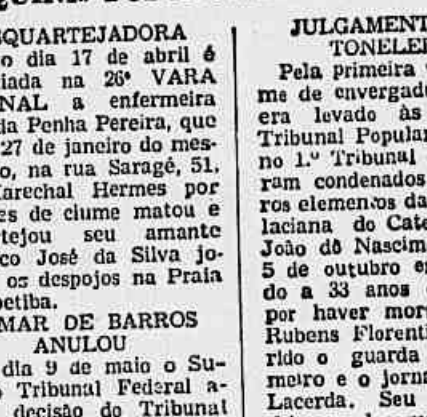 SQUARTEJADORA
o dia 17 de abril é
iada na 26ª VARA
NAL a enfermeira
da Penha Pereira, que
27 de janeiro do mes-
o, na rua Saragé, 51,
Marechal Hermes por
es de ciume matou e
tejou seu amante
co José da Silva jo-
os despojos na Praia
petiba.
MAR DE BARROS
ANULOU
dia 9 de maio o Su-
Tribunal Federal a-
decisão do Tribunal
JULGAMENT
TONELER
Pela primeira
me de envergadu
era levado às
Tribunal Popular
no 1.º Tribunal
ram condenados
ros elementos da
laciana do Cate
João do Nascim
5 de outubro e
do a 33 anos
por haver mor
Rubens Florenti
rido o guarda
meiro e o jorna
Lacerda. Seu